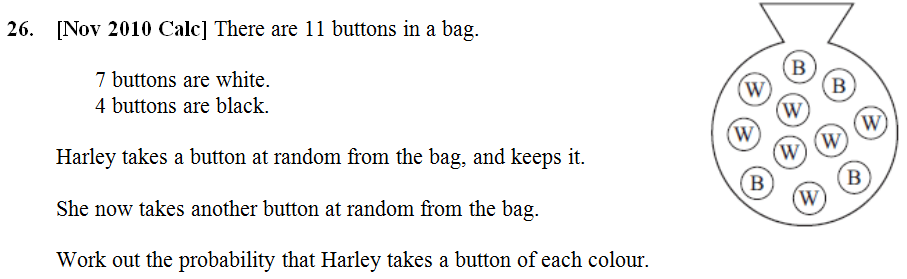 26. [Nov 2010 Calc] There are 11 buttons in a bag.
7 buttons are white.
4 buttons are black.
Harley takes a button at random from the bag, and keeps it.
She now takes another button at random from the bag.
Work out the probability that Harley takes a button of each colour.
B
W
B
W
W
W
W
W
B
B
W